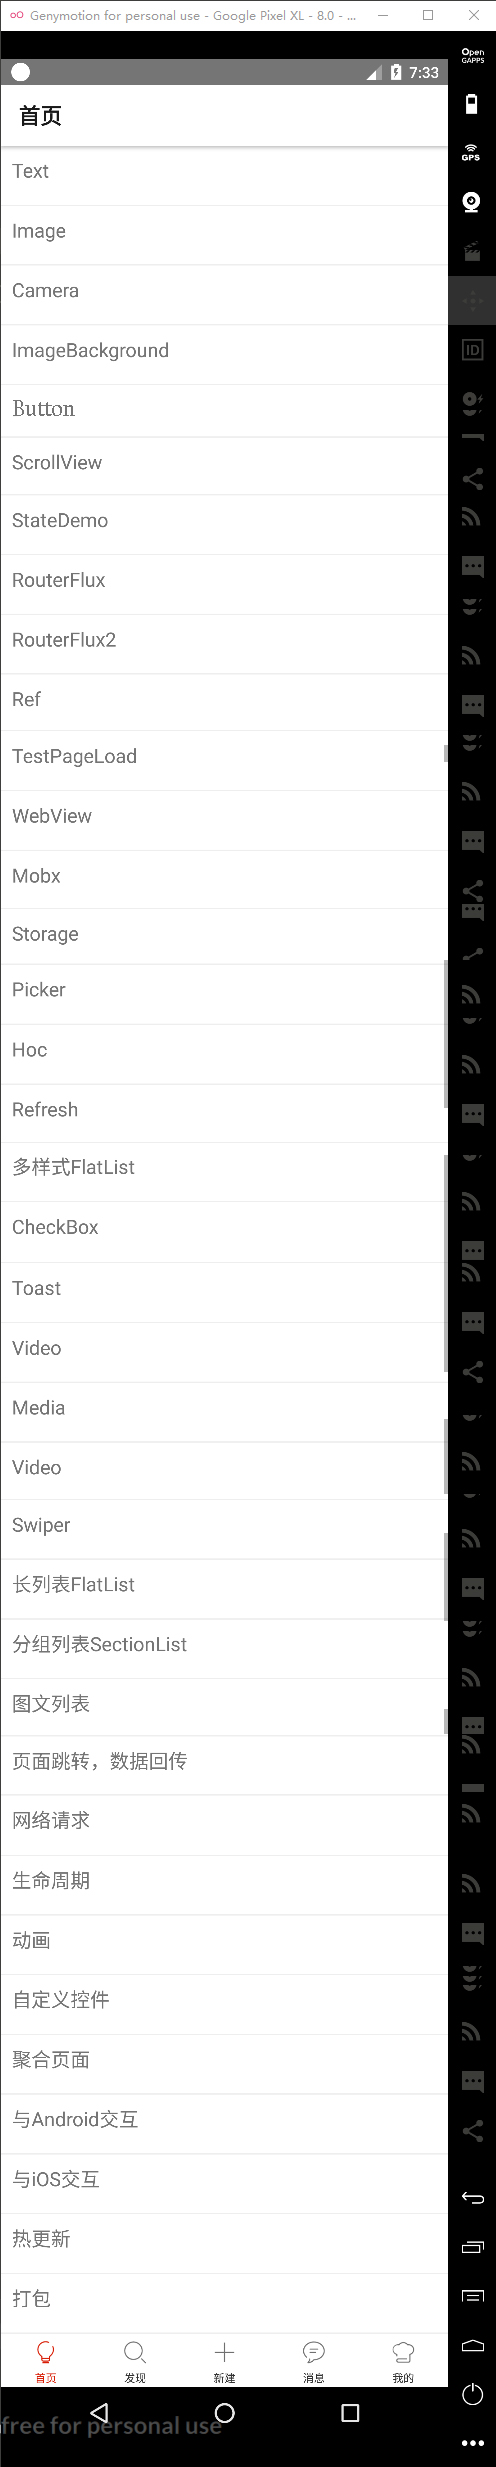 Genymotion for personal use - Google Pixel XL - 8.0 - ...
Open
GAPPS
7:33
首页
GPS
Text
Image
Camera
ImageBackground
ID
Button
ScrollView
StateDemo
RouterFlux
RouterFlux2
Ref
TestPageLoad
WebView
Mobx
Storage
Picker
Hoc
Refresh
多样式FlatList
CheckBox
Toast
Video
Media
Video
Swiper
长列表FlatList
分组列表SectionList
图文列表
页面跳转，数据回传
网络请求
生命周期
动画
自定义控件
聚合页面
与Android交互
与iOS交互
热更新
打包
首页 发现 新建 消息 我的
free for personal use